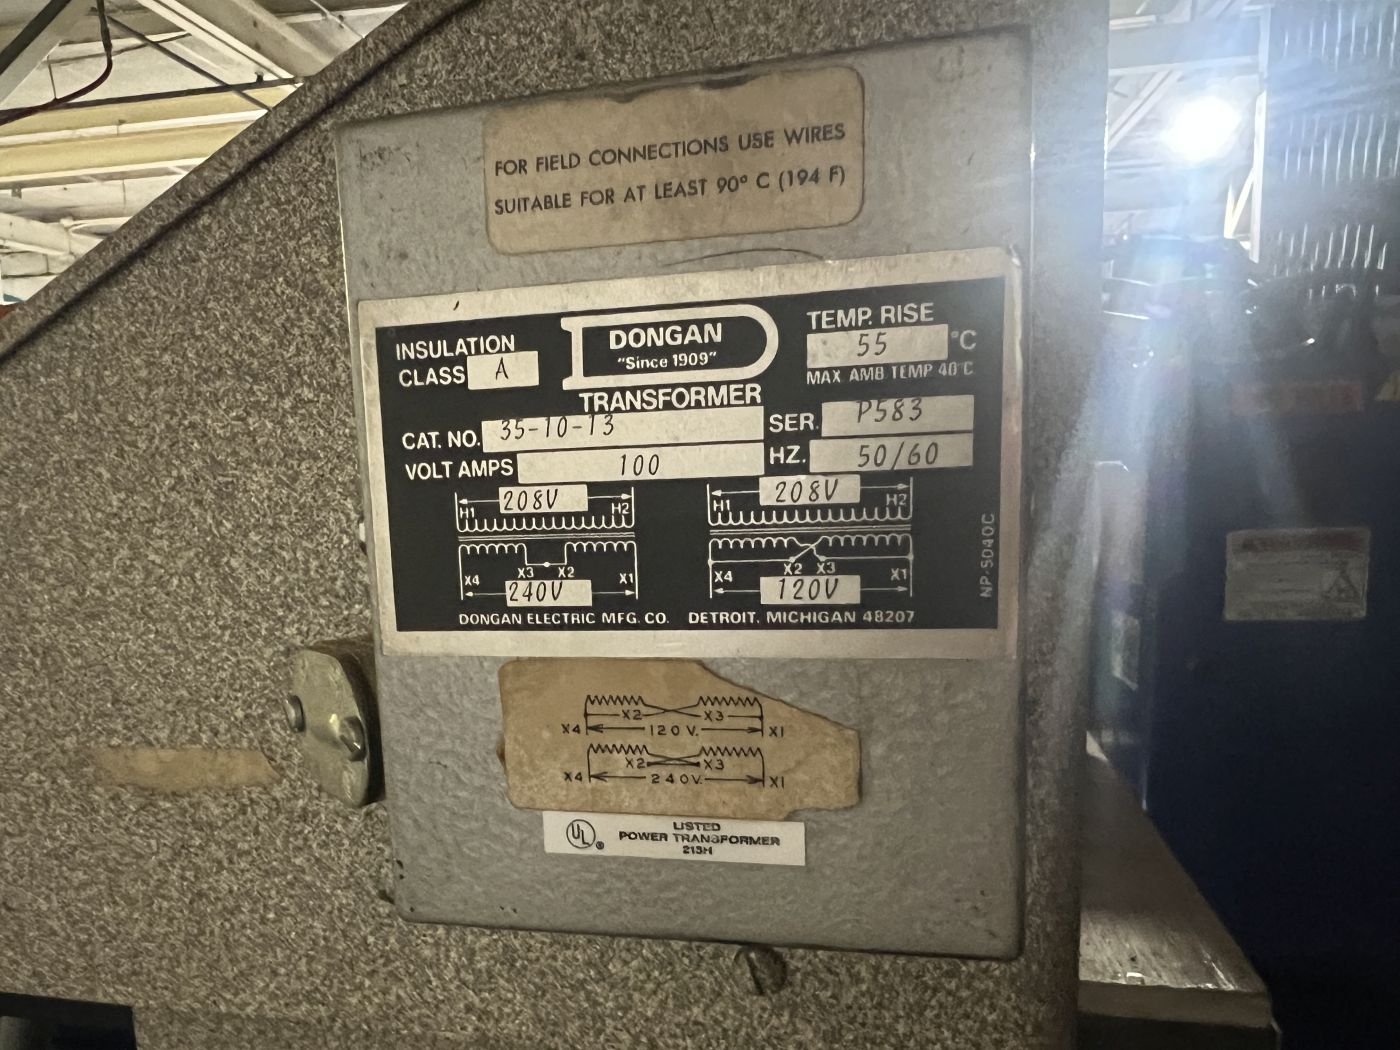 FOR FIELD CONNECTIONS USE WIRES
SUITABLE FOR AT LEAST 90° C (194 F)
INSULATION
CLASS A
DONGAN
"Since 1909"
TRANSFORMER
TEMP. RISE
55 °C
MAX AMB TEMP 40°C
CAT. NO. 35-10-13
SER. P583
VOLT AMPS 100
HZ. 50/60
H1 208V H2
X4 X3 X2 X1
240V
H1 208V H2
X4 X2 X3 X1
120V
NP-5040C
DONGAN ELECTRIC MFG. CO. DETROIT, MICHIGAN 48207
X2 X3
X4 120V. X1
X2 X3
X4 240V. X1
UL ®
LISTED
POWER TRANSFORMER
213H